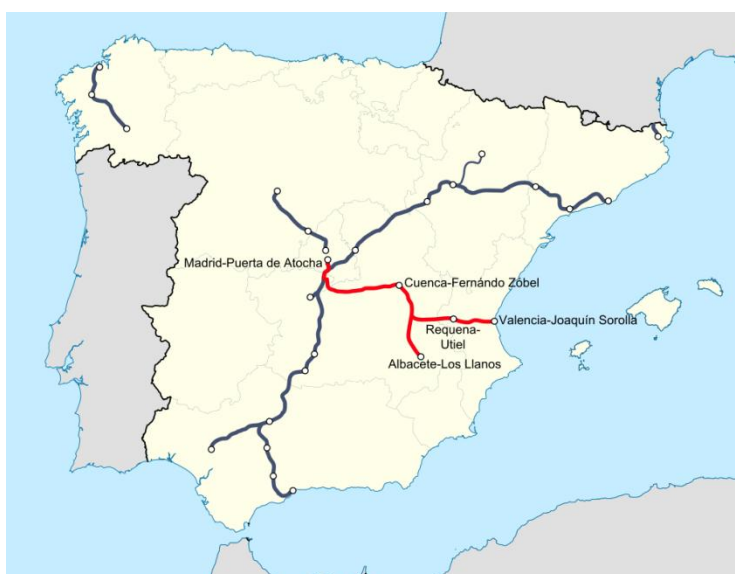 Madrid-Puerta de Atocha
Cuenca-Fernándo Zóbel
Valencia-Joaquín Sorolla
Requena-
Utiel
Albacete-Los Llanos